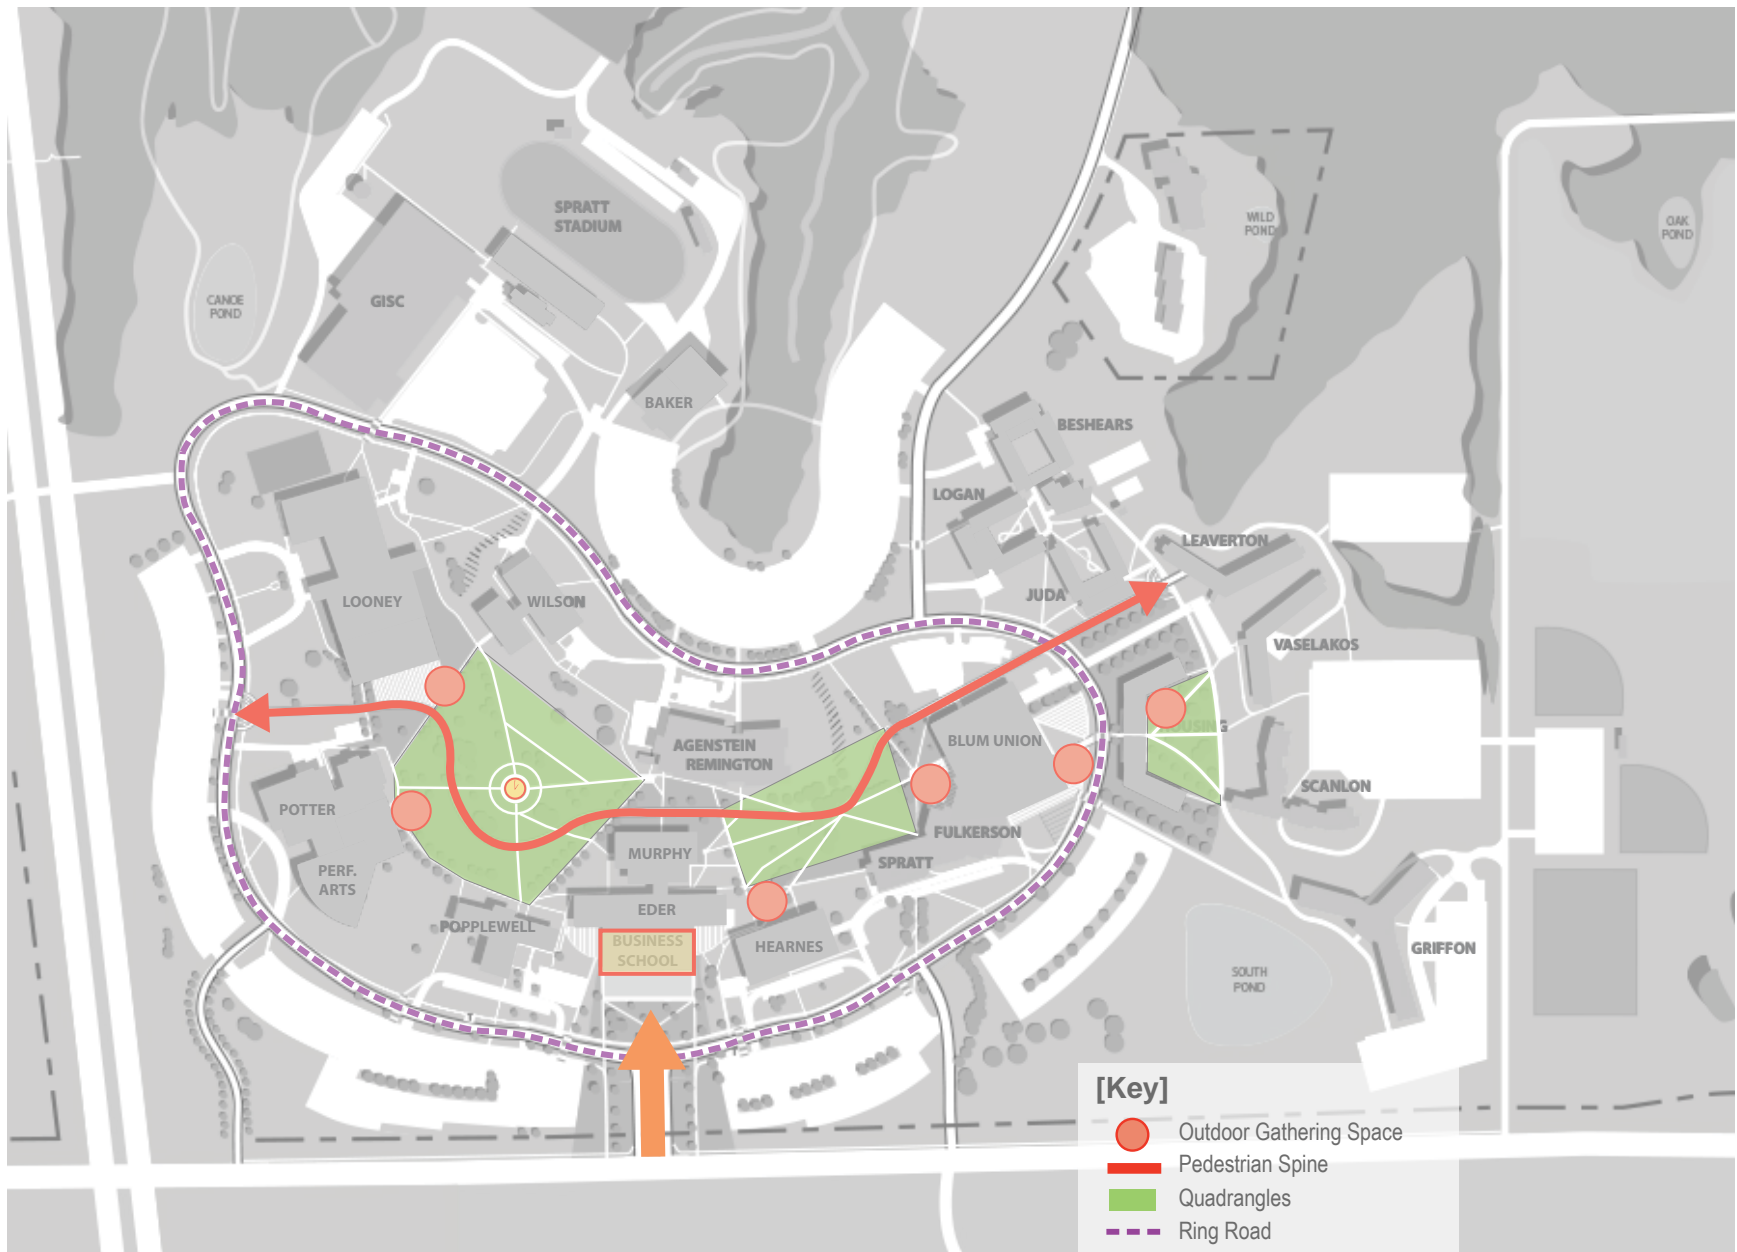 SPRATT
STADIUM
WILD
POND
OAK
POND
CANOE
POND
GISC
BAKER
BESHEARS
LOGAN
LEAVERTON
LOONEY
WILSON
JUDA
VASELAKOS
HOUSING
AGENSTEIN
REMINGTON
BLUM UNION
SCANLON
POTTER
FULKERSON
MURPHY
SPRATT
PERF.
ARTS
EDER
POPPLEWELL
BUSINESS
SCHOOL
HEARNES
GRIFFON
SOUTH
POND
[Key]
Outdoor Gathering Space
Pedestrian Spine
Quadrangles
Ring Road